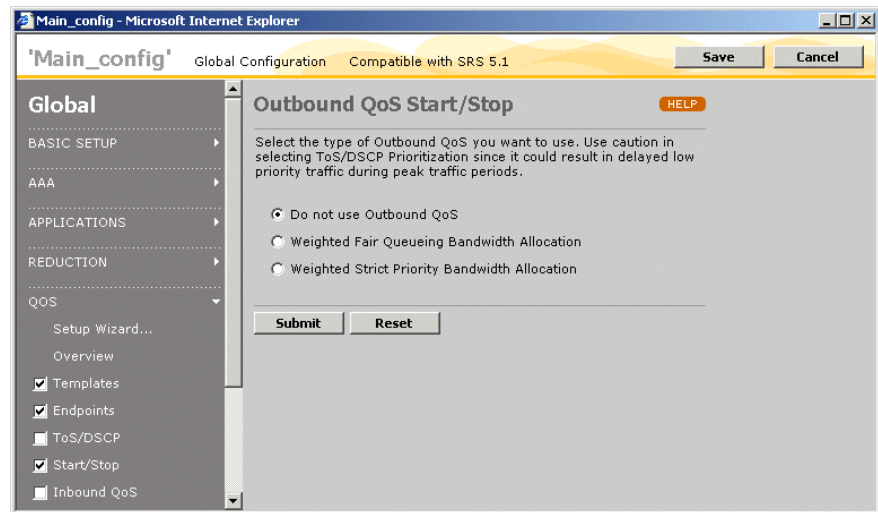 Main_config - Microsoft Internet Explorer
'Main_config' Global Configuration Compatible with SRS 5.1 Save Cancel
Global
BASIC SETUP
AAA
APPLICATIONS
REDUCTION
QOS
Setup Wizard...
Overview
Templates
Endpoints
ToS/DSCP
Start/Stop
Inbound QoS
Outbound QoS Start/Stop HELP
Select the type of Outbound QoS you want to use. Use caution in
selecting ToS/DSCP Prioritization since it could result in delayed low
priority traffic during peak traffic periods.
Do not use Outbound QoS
Weighted Fair Queueing Bandwidth Allocation
Weighted Strict Priority Bandwidth Allocation
Submit Reset